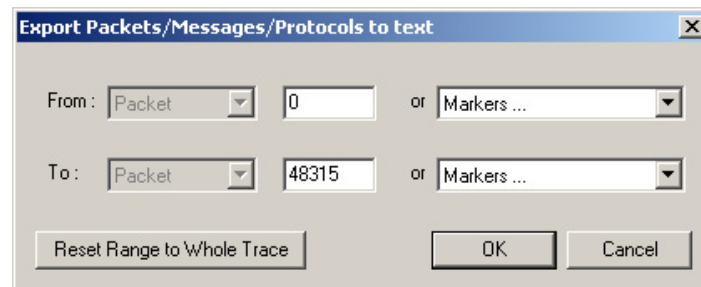 Export Packets/Messages/Protocols to text
From : Packet 0 or Markers ...
To : Packet 48315 or Markers ...
Reset Range to Whole Trace OK Cancel